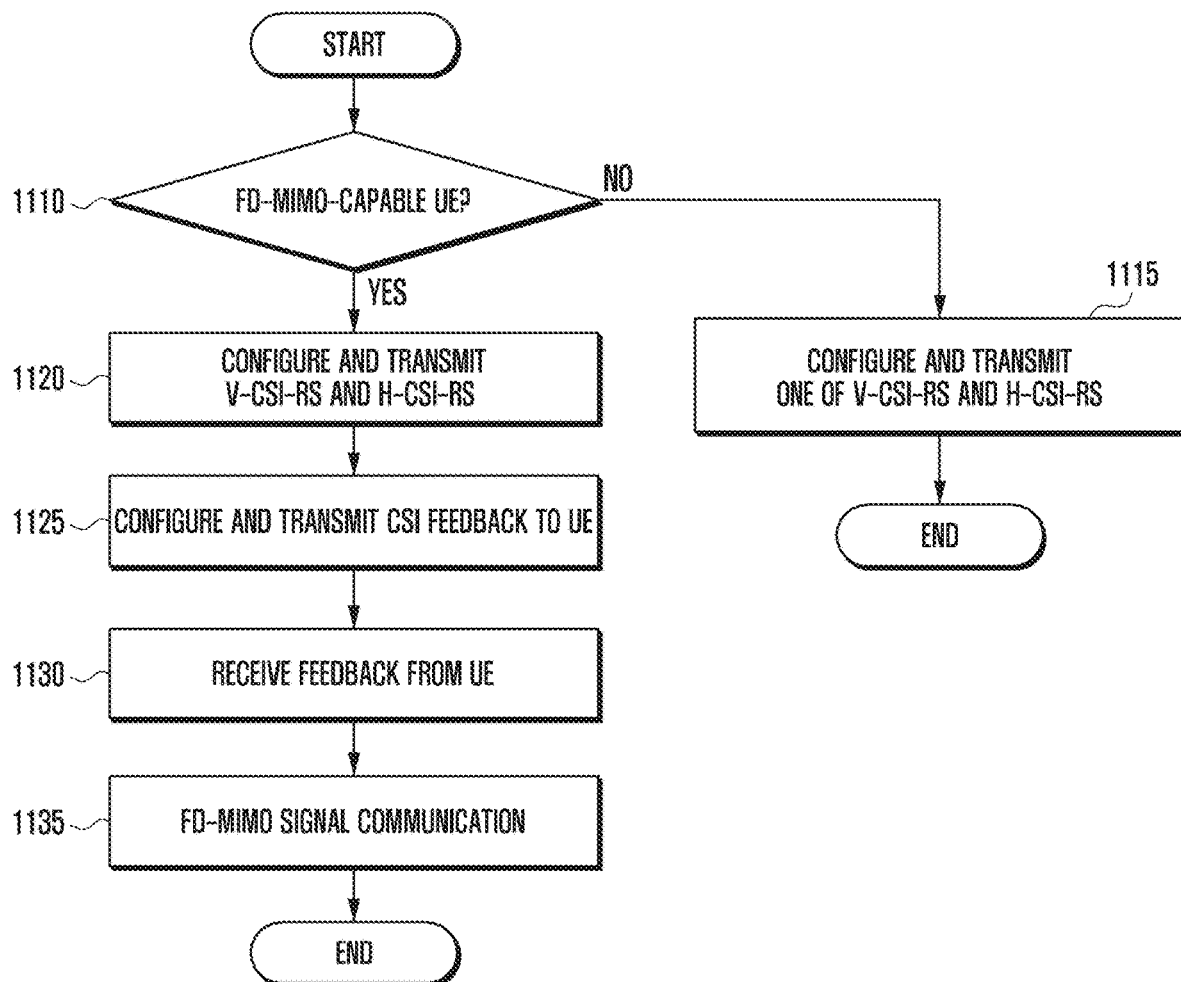 START
1110
FD-MIMO-CAPABLE UE?
NO
YES
1115
1120
CONFIGURE AND TRANSMIT
V-CSI-RS AND H-CSI-RS
CONFIGURE AND TRANSMIT
ONE OF V-CSI-RS AND H-CSI-RS
1125
CONFIGURE AND TRANSMIT CSI FEEDBACK TO UE
END
1130
RECEIVE FEEDBACK FROM UE
1135
FD-MIMO SIGNAL COMMUNICATION
END